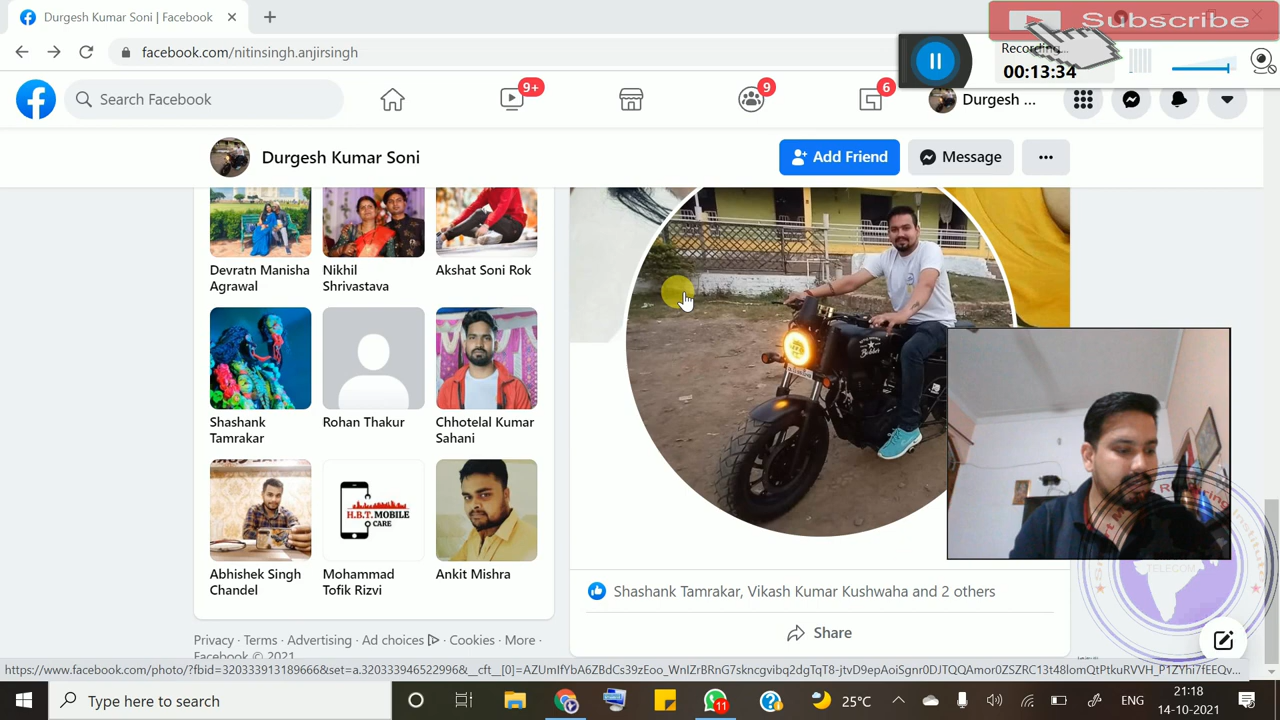 Durgesh Kumar Soni | Facebook
Subscribe
facebook.com/nitinsingh.anjirsingh
Recording...
00:13:34
Search Facebook
9+
9
6
Durgesh ...
Durgesh Kumar Soni
Add Friend
Message
Devratn Manisha Agrawal
Nikhil Shrivastava
Akshat Soni Rok
Shashank Tamrakar
Rohan Thakur
Chhotelal Kumar Sahani
H.B.T. MOBILE CARE
Abhishek Singh Chandel
Mohammad Tofik Rizvi
Ankit Mishra
Bobber
TELECOM
Shashank Tamrakar, Vikash Kumar Kushwaha and 2 others
Share
Privacy · Terms · Advertising · Ad choices · Cookies · More ·
Facebook © 2021
Type here to search
11
25°C
ENG
21:18
14-10-2021